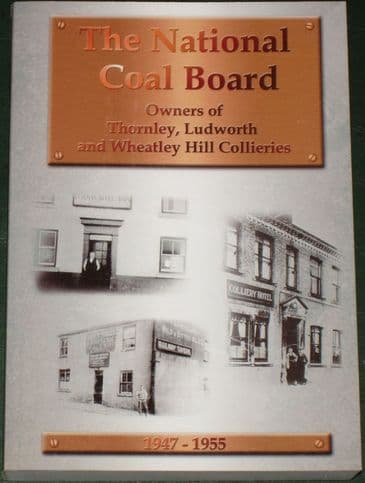 The National
Coal Board
Owners of
Thornley, Ludworth
and Wheatley Hill Collieries
COLLIERY HOTEL
1947 - 1955